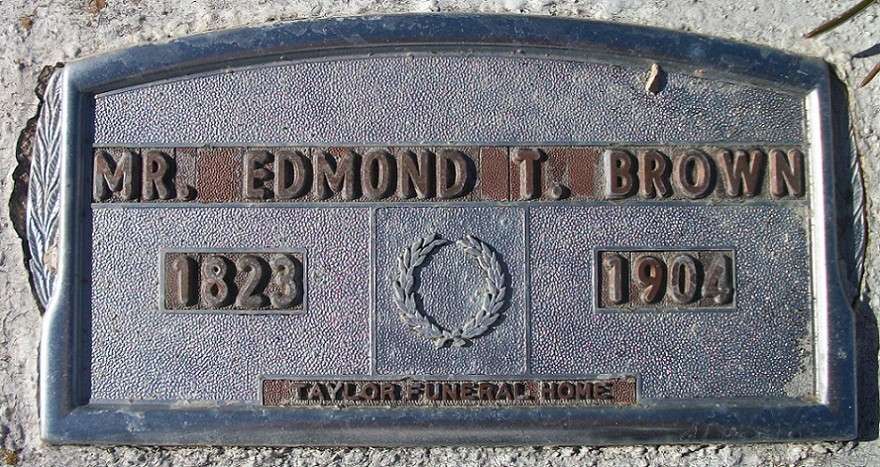 MR. EDMOND T. BROWN
1823 1904
TAYLOR FUNERAL HOME